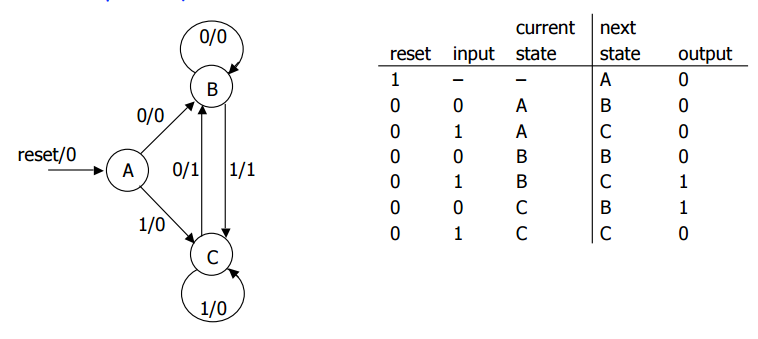 0/0
B
0/0
reset/0
A
0/1
1/1
1/0
C
1/0
current next
reset input state state output
1 – – A 0
0 0 A B 0
0 1 A C 0
0 0 B B 0
0 1 B C 1
0 0 C B 1
0 1 C C 0